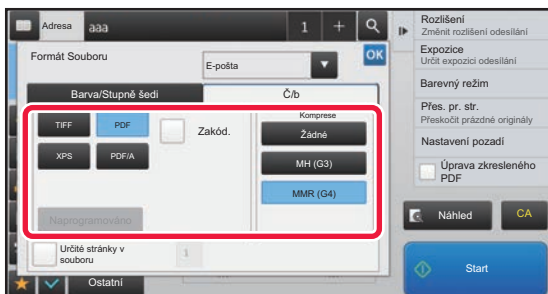 Adresa
aaa
1
+
Formát Souboru
E-pošta
OK
Barva/Stupně šedi
Č/b
TIFF
PDF
Zakód.
XPS
PDF/A
Naprogramováno
Komprese
Žádné
MH (G3)
MMR (G4)
Určité stránky v
souboru
1
Ostatní
Rozlišení
Změnit rozlišení odesílání
Expozice
Určit expozici odesílání
Barevný režim
Přes. pr. str.
Přeskočit prázdné originály
Nastavení pozadí
Úprava zkresleného
PDF
Náhled
CA
Start